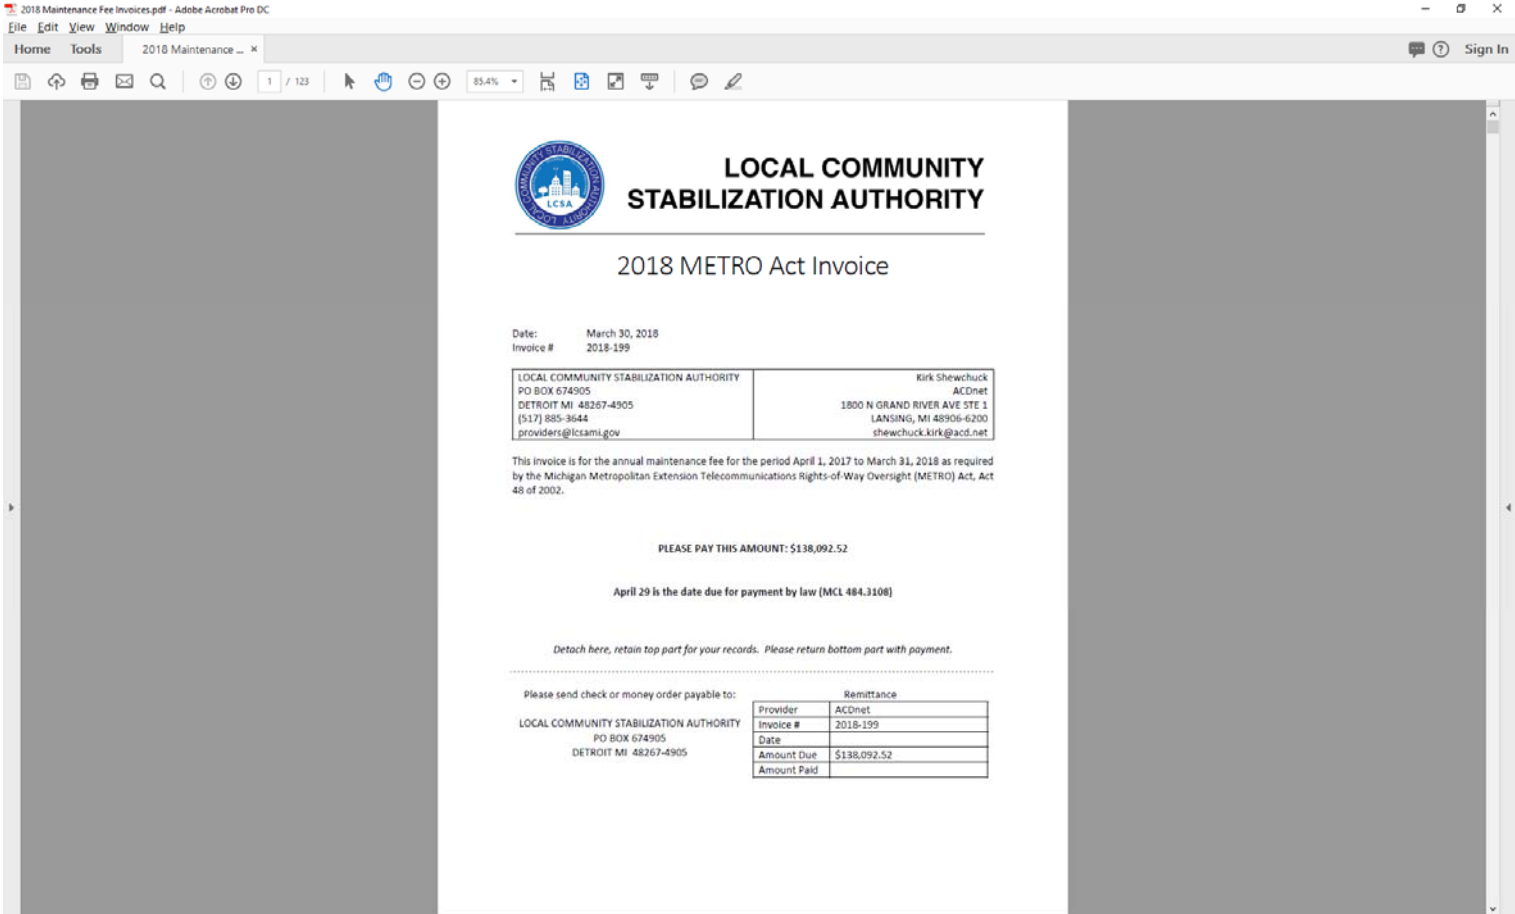 2018 Maintenance Fee Invoices.pdf - Adobe Acrobat Pro DC
File Edit View Window Help
Home Tools 2018 Maintenance ... × Sign In
1 / 123 85.4%
COMMUNITY STABILIZATION AUTHORITY LOCAL
LCSA
LOCAL COMMUNITY
STABILIZATION AUTHORITY
2018 METRO Act Invoice
Date: March 30, 2018
Invoice # 2018-199
LOCAL COMMUNITY STABILIZATION AUTHORITY
PO BOX 674905
DETROIT MI 48267-4905
(517) 885-3644
providers@lcsami.gov
Kirk Shewchuck
ACDnet
1800 N GRAND RIVER AVE STE 1
LANSING, MI 48906-6200
shewchuck.kirk@acd.net
This invoice is for the annual maintenance fee for the period April 1, 2017 to March 31, 2018 as required
by the Michigan Metropolitan Extension Telecommunications Rights-of-Way Oversight (METRO) Act, Act
48 of 2002.
PLEASE PAY THIS AMOUNT: $138,092.52
April 29 is the date due for payment by law (MCL 484.3108)
Detach here, retain top part for your records. Please return bottom part with payment.
Please send check or money order payable to:
LOCAL COMMUNITY STABILIZATION AUTHORITY
PO BOX 674905
DETROIT MI 48267-4905
Remittance
Provider ACDnet
Invoice # 2018-199
Date
Amount Due $138,092.52
Amount Paid